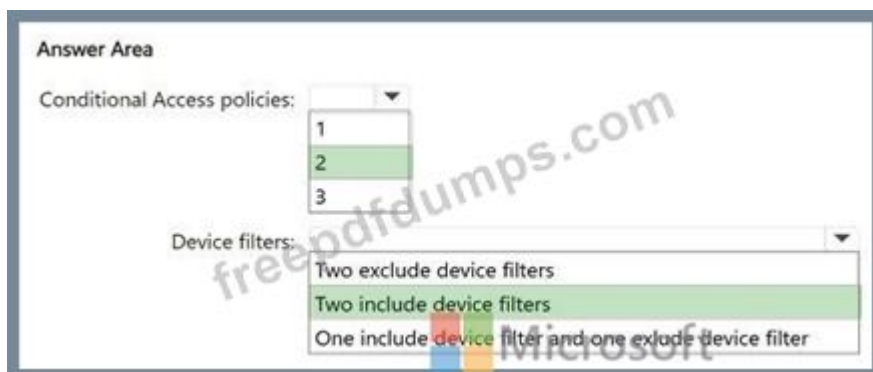 Answer Area
Conditional Access policies:
1
2
3
Device filters:
Two exclude device filters
Two include device filters
One include device filter and one exlude device filter
freepdfdumps.com
Microsoft